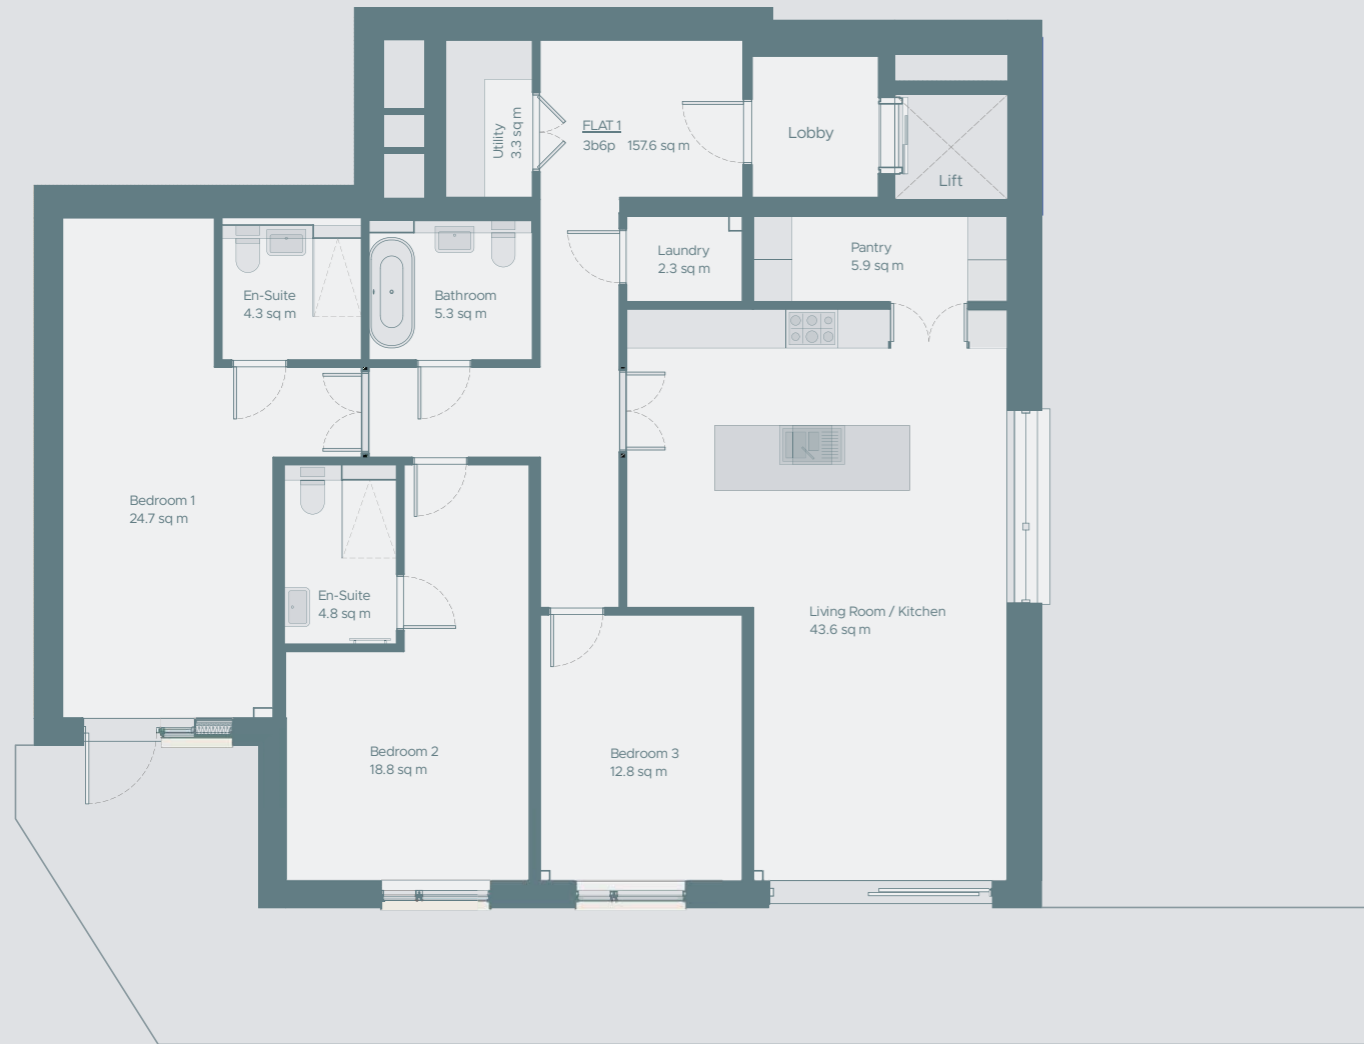 Utility
3.3 sq m
FLAT 1
3b6p 157.6 sq m
Lobby
Lift
En-Suite
4.3 sq m
Bathroom
5.3 sq m
Laundry
2.3 sq m
Pantry
5.9 sq m
Bedroom 1
24.7 sq m
En-Suite
4.8 sq m
Living Room / Kitchen
43.6 sq m
Bedroom 2
18.8 sq m
Bedroom 3
12.8 sq m